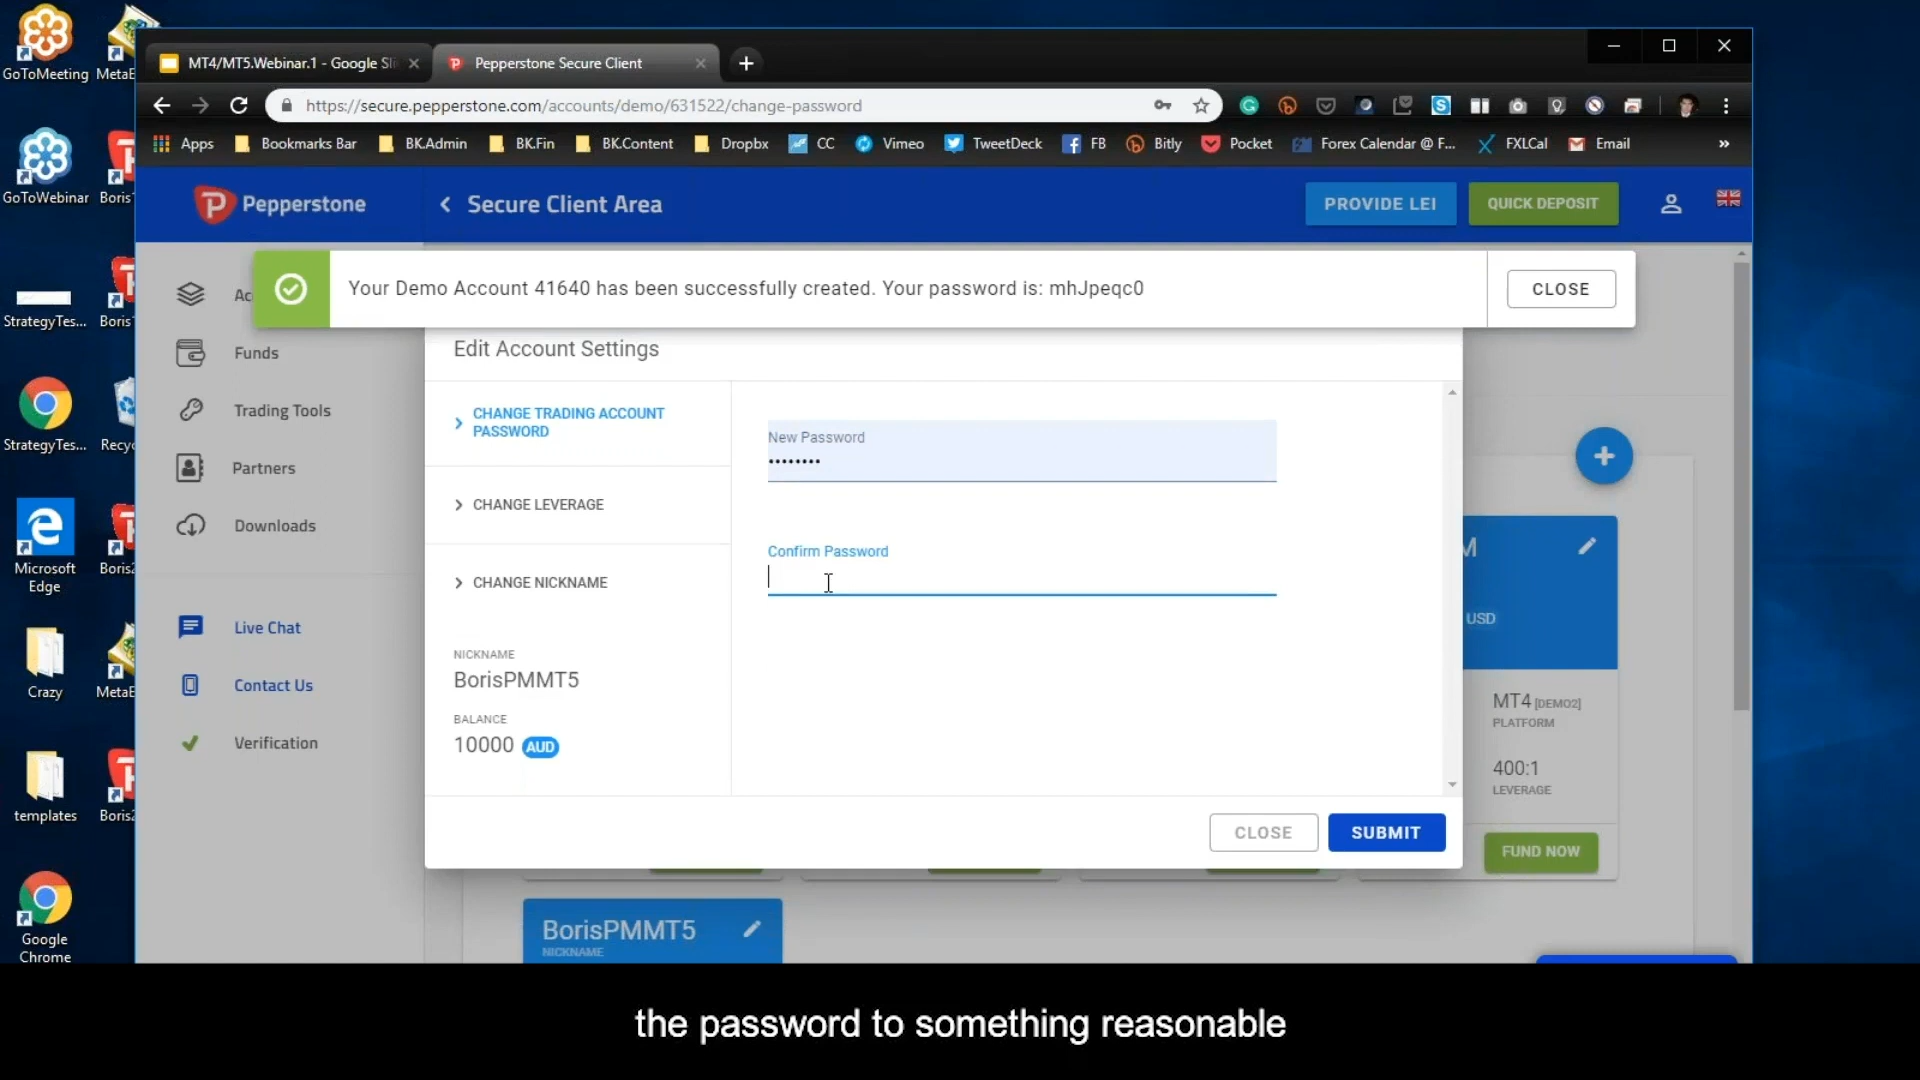 GoToMeeting
MetaE
GoToWebinar
Boris
StrategyTes...
Boris
StrategyTes...
Recyc
Microsoft
Edge
Boris2
Crazy
MetaE
templates
Boris2
Google
Chrome
MT4/MT5.Webinar.1 - Google Sli
Pepperstone Secure Client
https://secure.pepperstone.com/accounts/demo/631522/change-password
Apps
Bookmarks Bar
BK.Admin
BK.Fin
BK.Content
Dropbx
CC
Vimeo
TweetDeck
FB
Bitly
Pocket
Forex Calendar @ F...
FXLCal
Email
»
Pepperstone
Secure Client Area
PROVIDE LEI
QUICK DEPOSIT
Your Demo Account 41640 has been successfully created. Your password is: mhJpeqc0
CLOSE
Ac
Funds
Trading Tools
Partners
Downloads
Live Chat
Contact Us
Verification
Edit Account Settings
CHANGE TRADING ACCOUNT
PASSWORD
CHANGE LEVERAGE
CHANGE NICKNAME
NICKNAME
BorisPMMT5
BALANCE
10000 AUD
New Password
••••••••
Confirm Password
CLOSE
SUBMIT
M
USD
MT4 [DEMO2]
PLATFORM
400:1
LEVERAGE
FUND NOW
BorisPMMT5
NICKNAME
the password to something reasonable